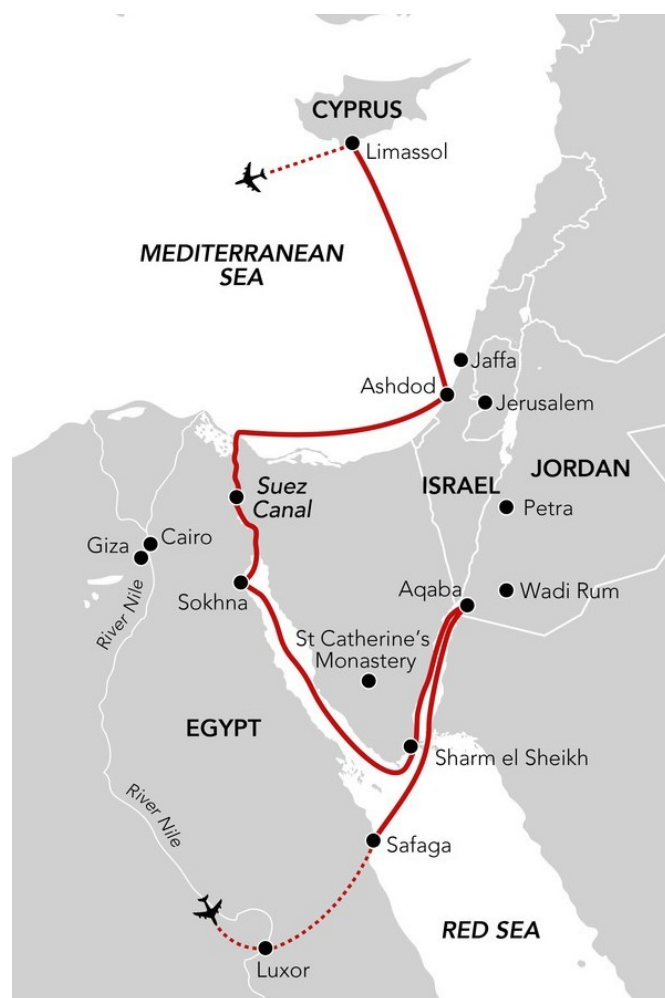 CYPRUS
Limassol
MEDITERRANEAN
SEA
Jaffa
Ashdod
Jerusalem
JORDAN
ISRAEL
Suez
Canal
Petra
Cairo
Giza
Sokhna
Aqaba
Wadi Rum
River Nile
St Catherine's
Monastery
EGYPT
Sharm el Sheikh
River Nile
Safaga
RED SEA
Luxor